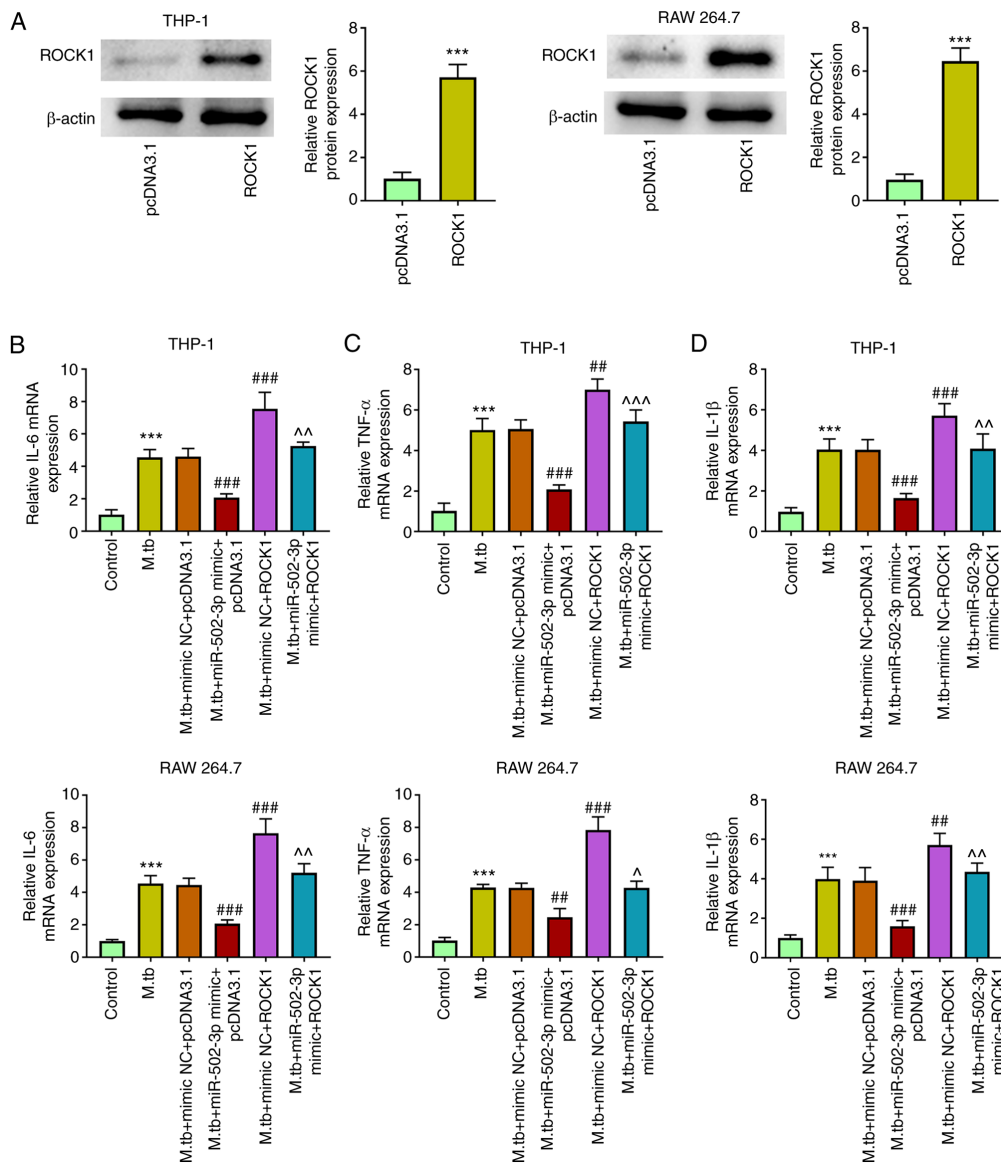 A
THP-1
ROCK1
β-actin
pcDNA3.1
ROCK1
Relative ROCK1
protein expression
8
6
4
2
0
***
pcDNA3.1
ROCK1
RAW 264.7
ROCK1
β-actin
pcDNA3.1
ROCK1
Relative ROCK1
protein expression
8
6
4
2
0
***
pcDNA3.1
ROCK1
B
THP-1
Relative IL-6 mRNA
expression
10
8
6
4
2
0
***
###
###
^^
Control
M.tb
M.tb+mimic NC+pcDNA3.1
M.tb+miR-502-3p mimic+
pcDNA3.1
M.tb+mimic NC+ROCK1
M.tb+miR-502-3p
mimic+ROCK1
C
THP-1
Relative TNF-α
mRNA expression
8
6
4
2
0
***
###
##
^^^
Control
M.tb
M.tb+mimic NC+pcDNA3.1
M.tb+miR-502-3p mimic+
pcDNA3.1
M.tb+mimic NC+ROCK1
M.tb+miR-502-3p
mimic+ROCK1
D
THP-1
Relative IL-1β
mRNA expression
8
6
4
2
0
***
###
###
^^
Control
M.tb
M.tb+mimic NC+pcDNA3.1
M.tb+miR-502-3p mimic+
pcDNA3.1
M.tb+mimic NC+ROCK1
M.tb+miR-502-3p
mimic+ROCK1
RAW 264.7
Relative IL-6
mRNA expression
10
8
6
4
2
0
***
###
###
^^
Control
M.tb
M.tb+mimic NC+pcDNA3.1
M.tb+miR-502-3p mimic+
pcDNA3.1
M.tb+mimic NC+ROCK1
M.tb+miR-502-3p
mimic+ROCK1
RAW 264.7
Relative TNF-α
mRNA expression
10
8
6
4
2
0
***
##
###
^
Control
M.tb
M.tb+mimic NC+pcDNA3.1
M.tb+miR-502-3p mimic+
pcDNA3.1
M.tb+mimic NC+ROCK1
M.tb+miR-502-3p
mimic+ROCK1
RAW 264.7
Relative IL-1β
mRNA expression
8
6
4
2
0
***
###
##
^^
Control
M.tb
M.tb+mimic NC+pcDNA3.1
M.tb+miR-502-3p mimic+
pcDNA3.1
M.tb+mimic NC+ROCK1
M.tb+miR-502-3p
mimic+ROCK1